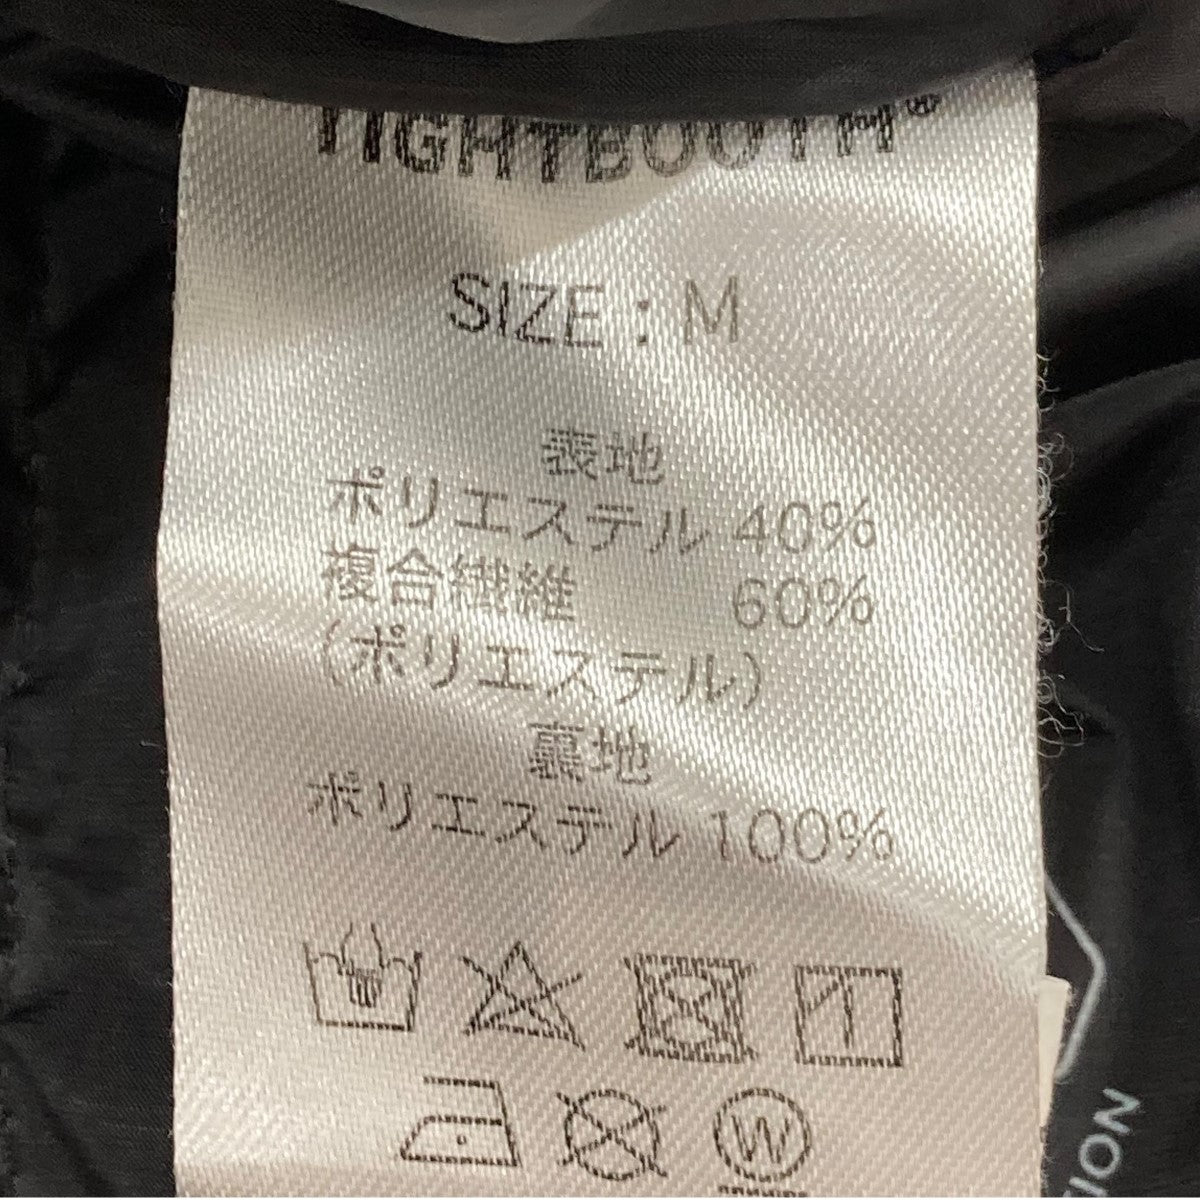 TIGHTBOOTH®
SIZE : M
表地
ポリエステル 40%
複合繊維 60%
(ポリエステル)
裏地
ポリエステル 100%
W
ION